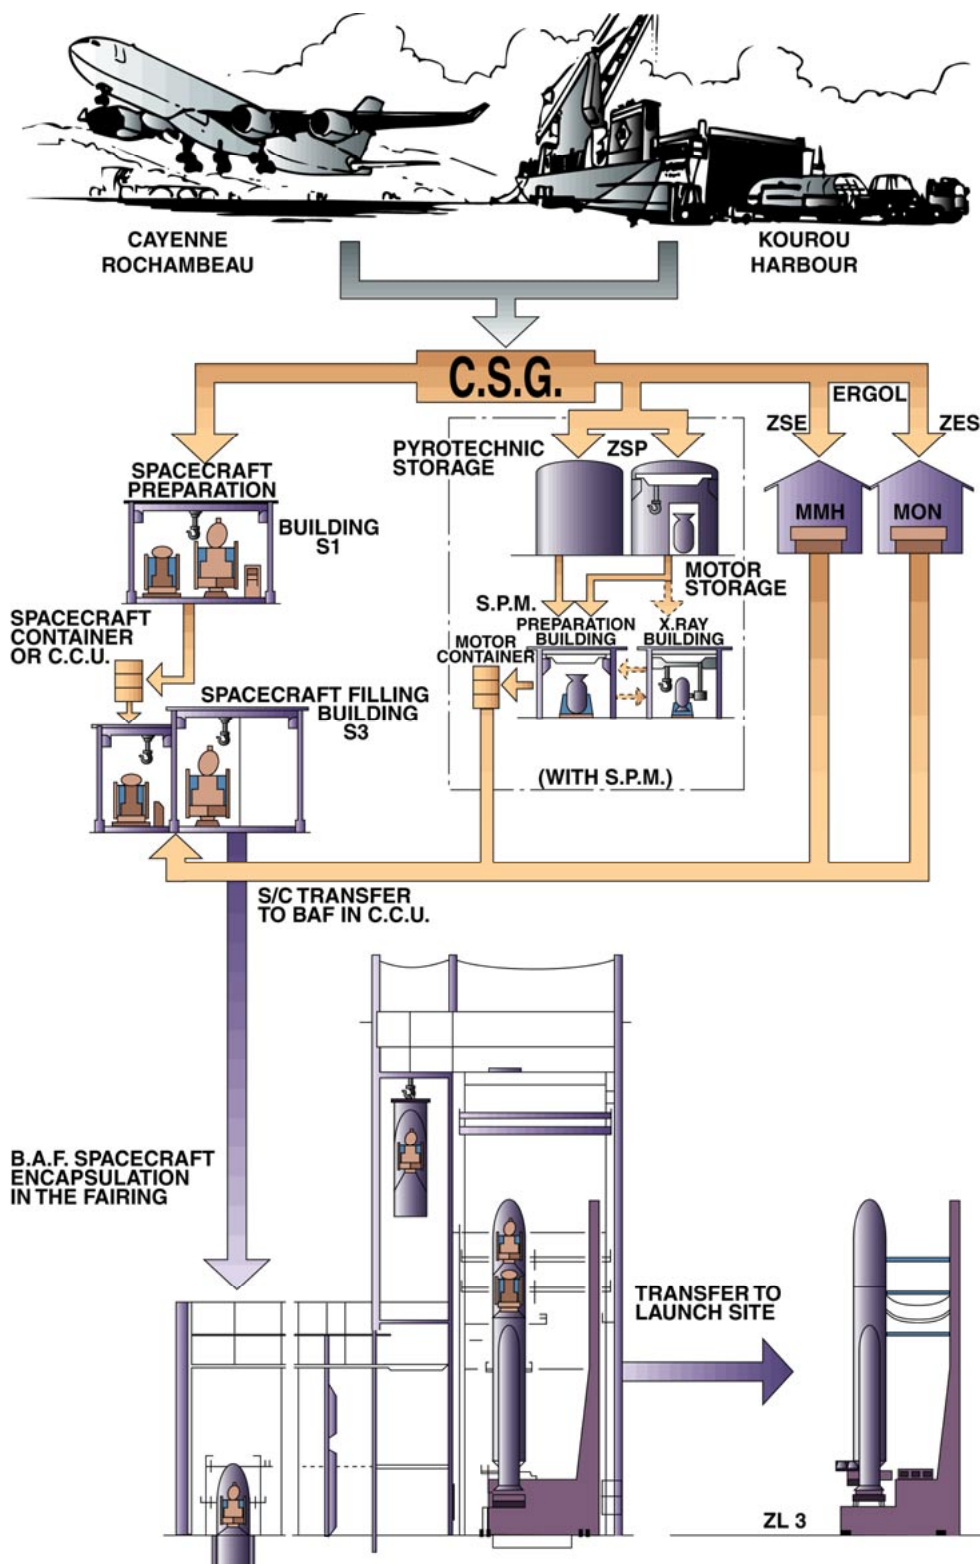 CAYENNE
ROCHAMBEAU
KOUROU
HARBOUR
C.S.G.
ERGOL
ZSE
ZES
PYROTECHNIC
STORAGE
ZSP
SPACECRAFT
PREPARATION
BUILDING
S1
MMH
MON
MOTOR
STORAGE
S.P.M.
PREPARATION
BUILDING
X.RAY
BUILDING
MOTOR
CONTAINER
SPACECRAFT
CONTAINER
OR C.C.U.
SPACECRAFT FILLING
BUILDING
S3
(WITH S.P.M.)
S/C TRANSFER
TO BAF IN C.C.U.
B.A.F. SPACECRAFT
ENCAPSULATION
IN THE FAIRING
TRANSFER TO
LAUNCH SITE
ZL 3